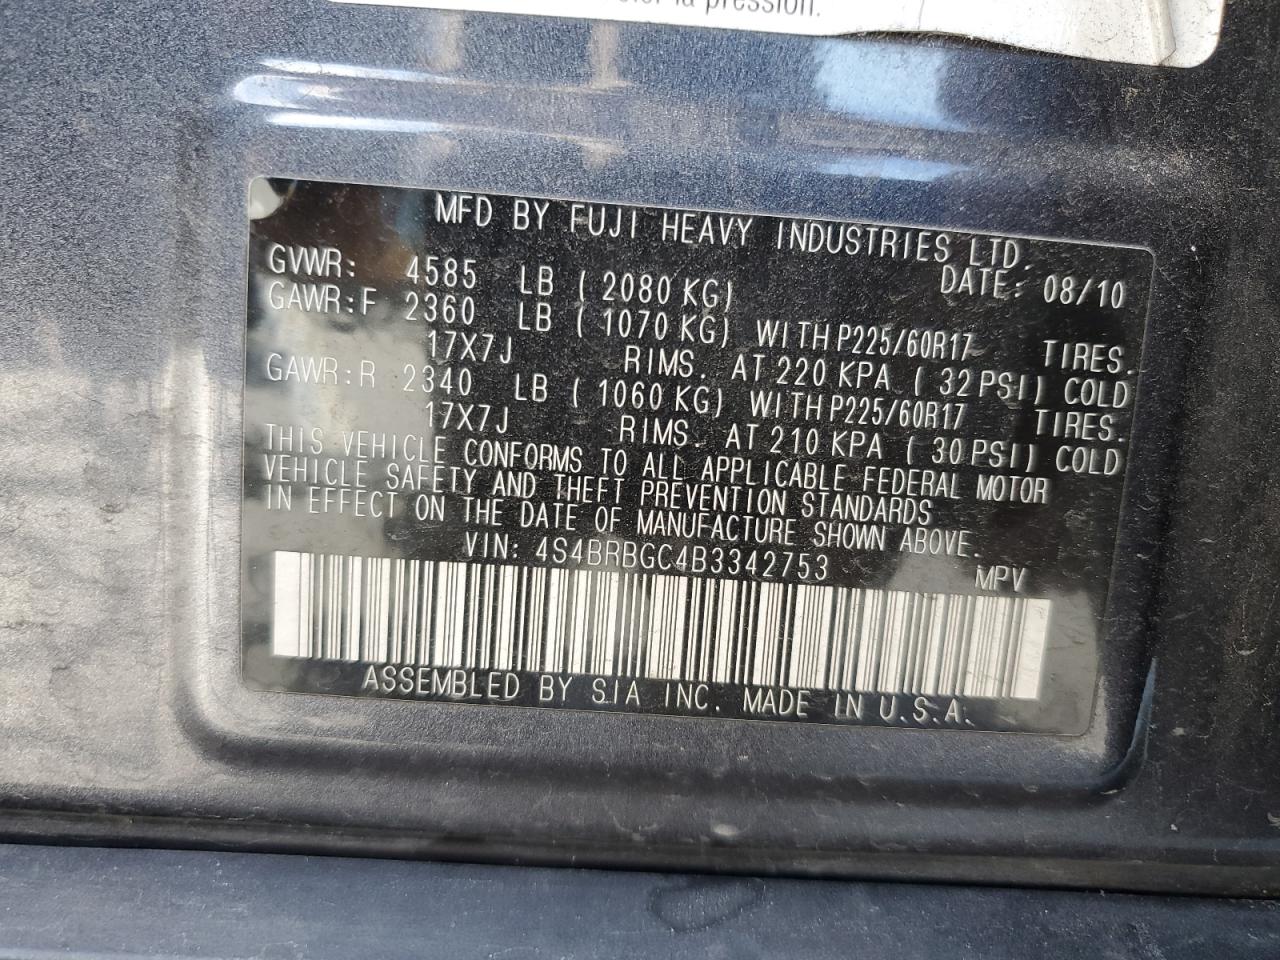 la pression.
MFD BY FUJI HEAVY INDUSTRIES LTD.
DATE: 08/10
GVWR: 4585 LB ( 2080 KG)
GAWR:F 2360 LB ( 1070 KG) WITH P225/60R17 TIRES.
17X7J RIMS. AT 220 KPA ( 32 PSI) COLD
GAWR:R 2340 LB ( 1060 KG) WITH P225/60R17 TIRES.
17X7J RIMS. AT 210 KPA ( 30 PSI) COLD
THIS VEHICLE CONFORMS TO ALL APPLICABLE FEDERAL MOTOR
VEHICLE SAFETY AND THEFT PREVENTION STANDARDS
IN EFFECT ON THE DATE OF MANUFACTURE SHOWN ABOVE.
VIN: 4S4BRBGC4B3342753 MPV
ASSEMBLED BY SIA INC. MADE IN U.S.A.